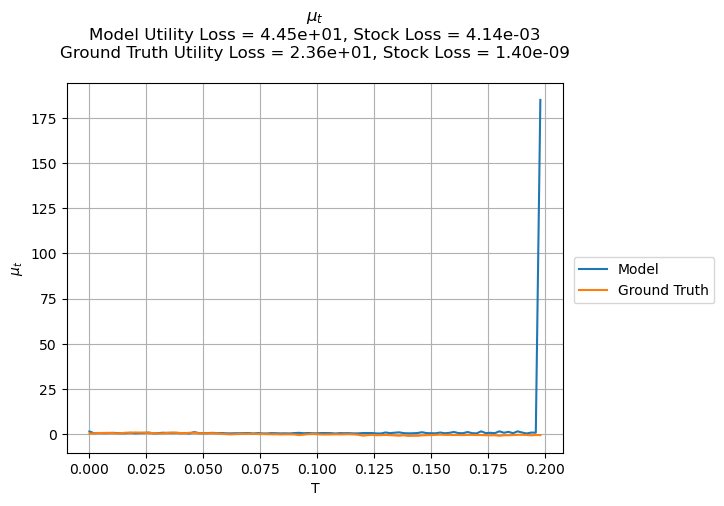 μₜ
Model Utility Loss = 4.45e+01, Stock Loss = 4.14e-03
Ground Truth Utility Loss = 2.36e+01, Stock Loss = 1.40e-09
175
150
125
100
75
50
25
0
μₜ
0.000 0.025 0.050 0.075 0.100 0.125 0.150 0.175 0.200
T
Model
Ground Truth